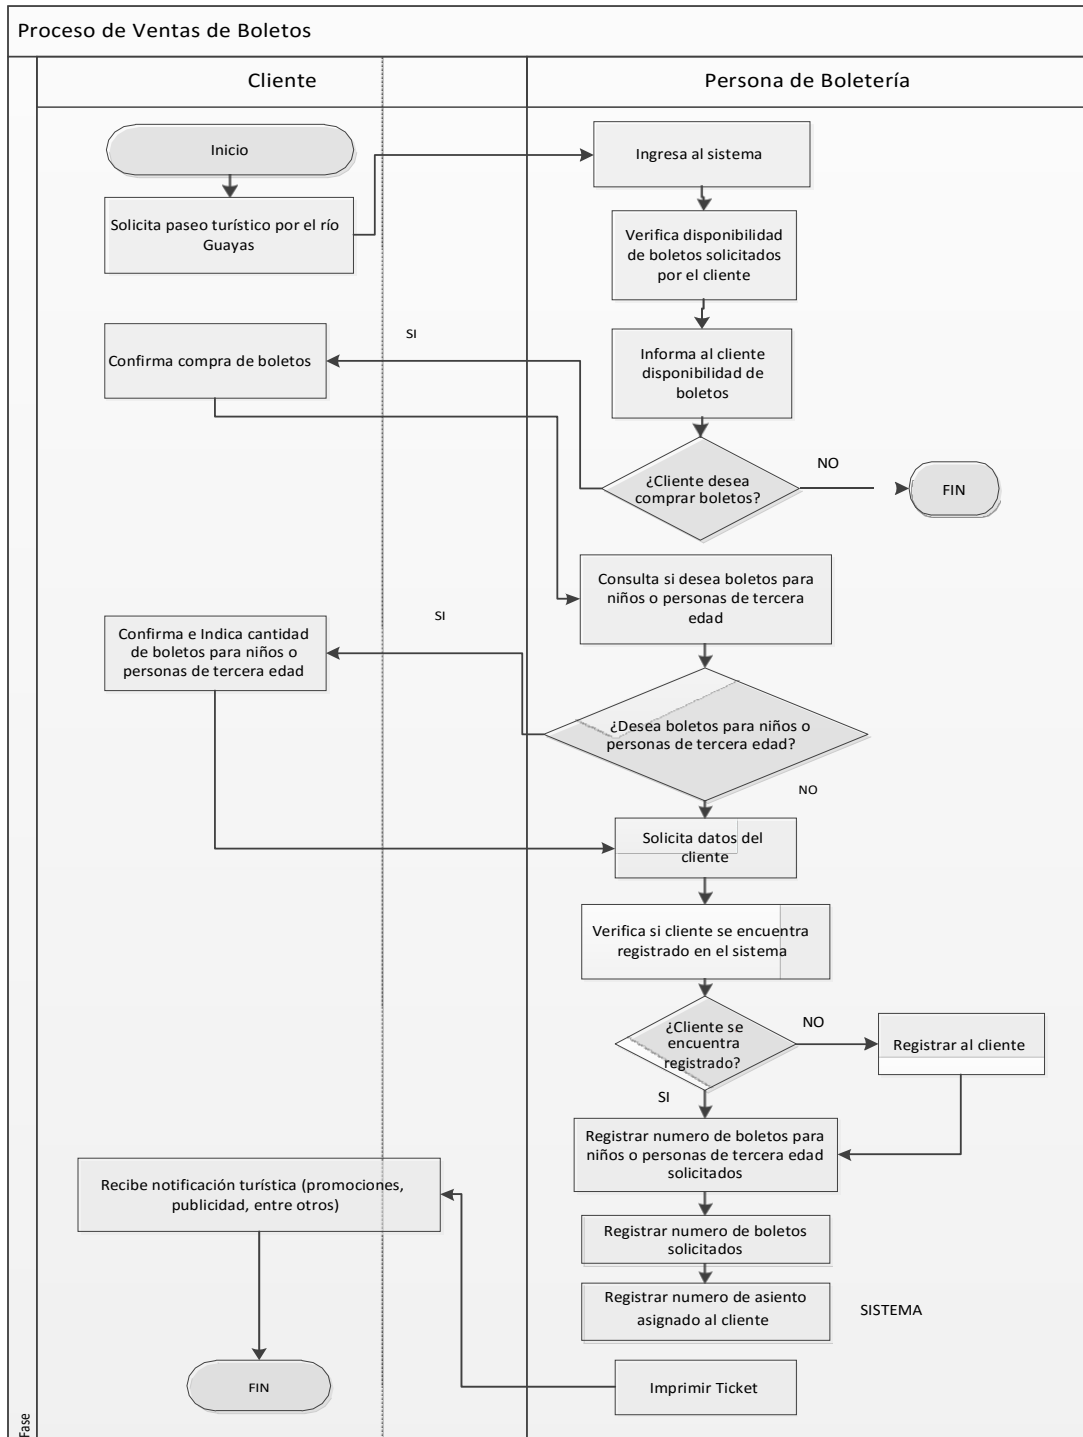 Proceso de Ventas de Boletos
Cliente
Persona de Boletería
Inicio
Ingresa al sistema
Solicita paseo turístico por el río
Guayas
Verifica disponibilidad
de boletos solicitados
por el cliente
SI
Confirma compra de boletos
Informa al cliente
disponibilidad de
boletos
¿Cliente desea
comprar boletos?
NO
FIN
Consulta si desea boletos para
niños o personas de tercera
edad
SI
Confirma e Indica cantidad
de boletos para niños o
personas de tercera edad
¿Desea boletos para niños o
personas de tercera edad?
NO
Solicita datos del
cliente
Verifica si cliente se encuentra
registrado en el sistema
¿Cliente se
encuentra
registrado?
NO
Registrar al cliente
SI
Registrar numero de boletos para
niños o personas de tercera edad
solicitados
Recibe notificación turística (promociones,
publicidad, entre otros)
Registrar numero de boletos
solicitados
Registrar numero de asiento
asignado al cliente
SISTEMA
Imprimir Ticket
FIN
Fase